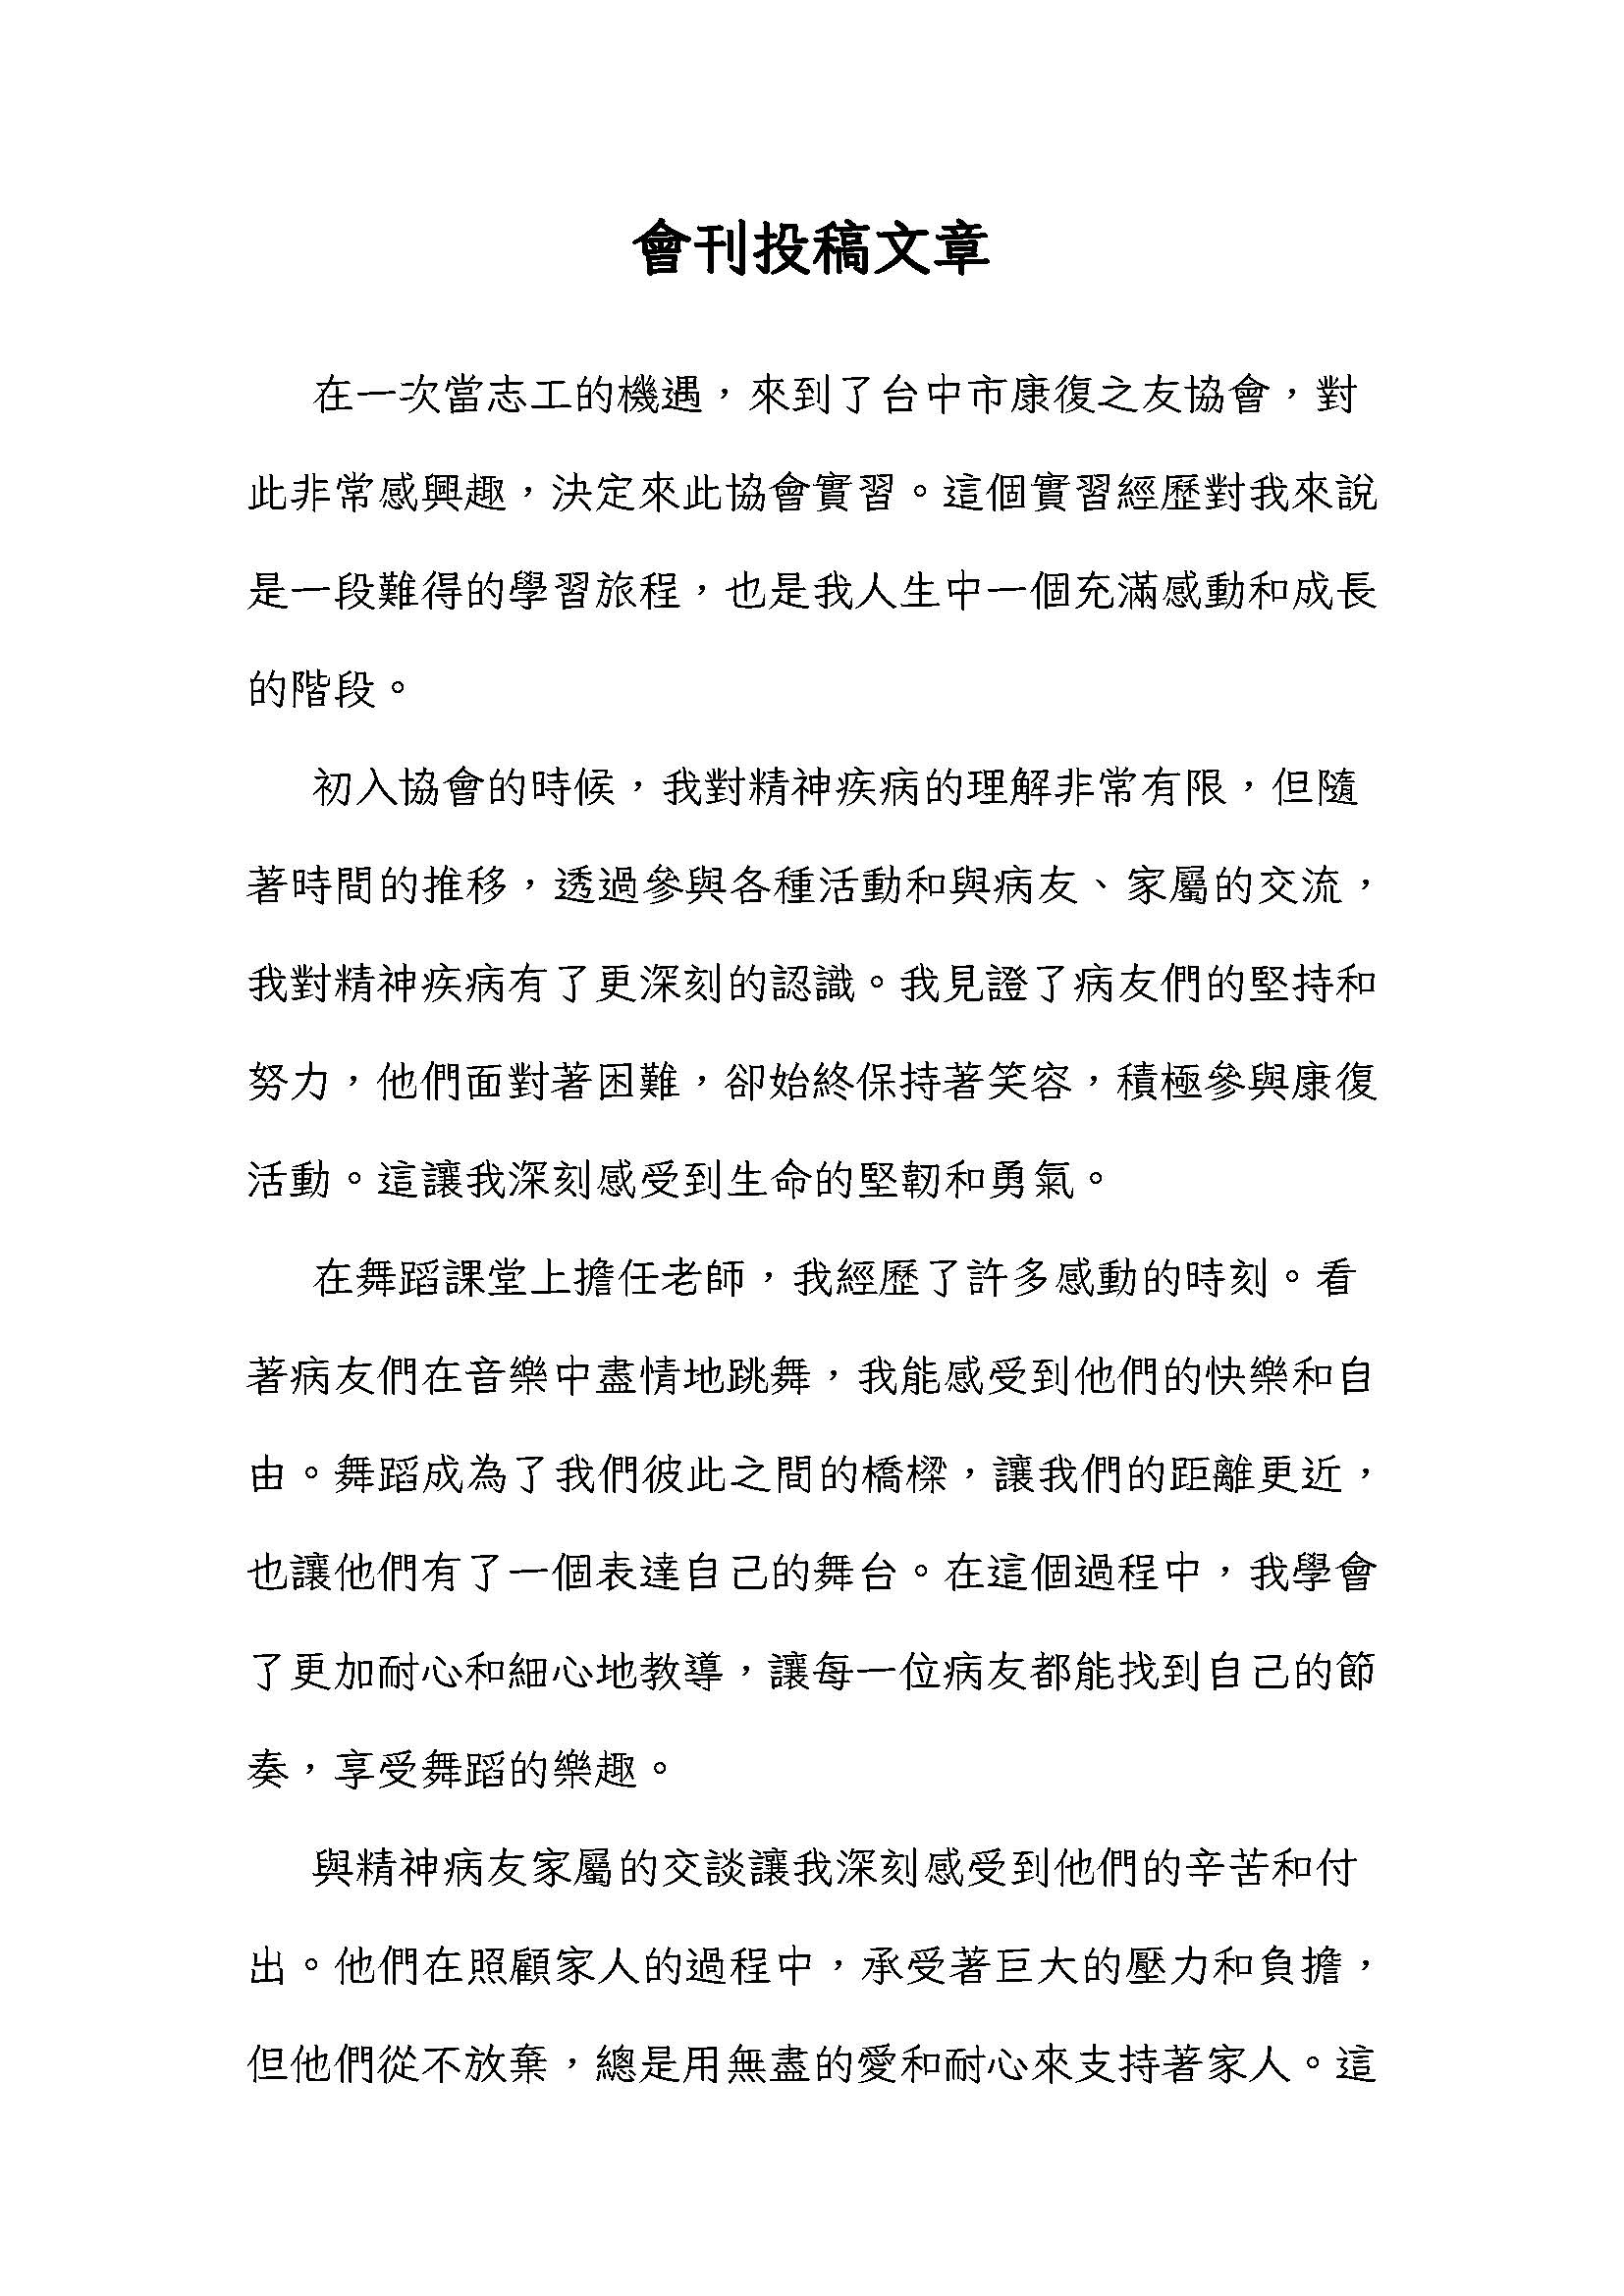 會刊投稿文章
在一次當志工的機遇，來到了台中市康復之友協會，對
此非常感興趣，決定來此協會實習。這個實習經歷對我來說
是一段難得的學習旅程，也是我人生中一個充滿感動和成長
的階段。
初入協會的時候，我對精神疾病的理解非常有限，但隨
著時間的推移，透過參與各種活動和與病友、家屬的交流，
我對精神疾病有了更深刻的認識。我見證了病友們的堅持和
努力，他們面對著困難，卻始終保持著笑容，積極參與康復
活動。這讓我深刻感受到生命的堅韌和勇氣。
在舞蹈課堂上擔任老師，我經歷了許多感動的時刻。看
著病友們在音樂中盡情地跳舞，我能感受到他們的快樂和自
由。舞蹈成為了我們彼此之間的橋樑，讓我們的距離更近，
也讓他們有了一個表達自己的舞台。在這個過程中，我學會
了更加耐心和細心地教導，讓每一位病友都能找到自己的節
奏，享受舞蹈的樂趣。
與精神病友家屬的交談讓我深刻感受到他們的辛苦和付
出。他們在照顧家人的過程中，承受著巨大的壓力和負擔，
但他們從不放棄，總是用無盡的愛和耐心來支持著家人。這